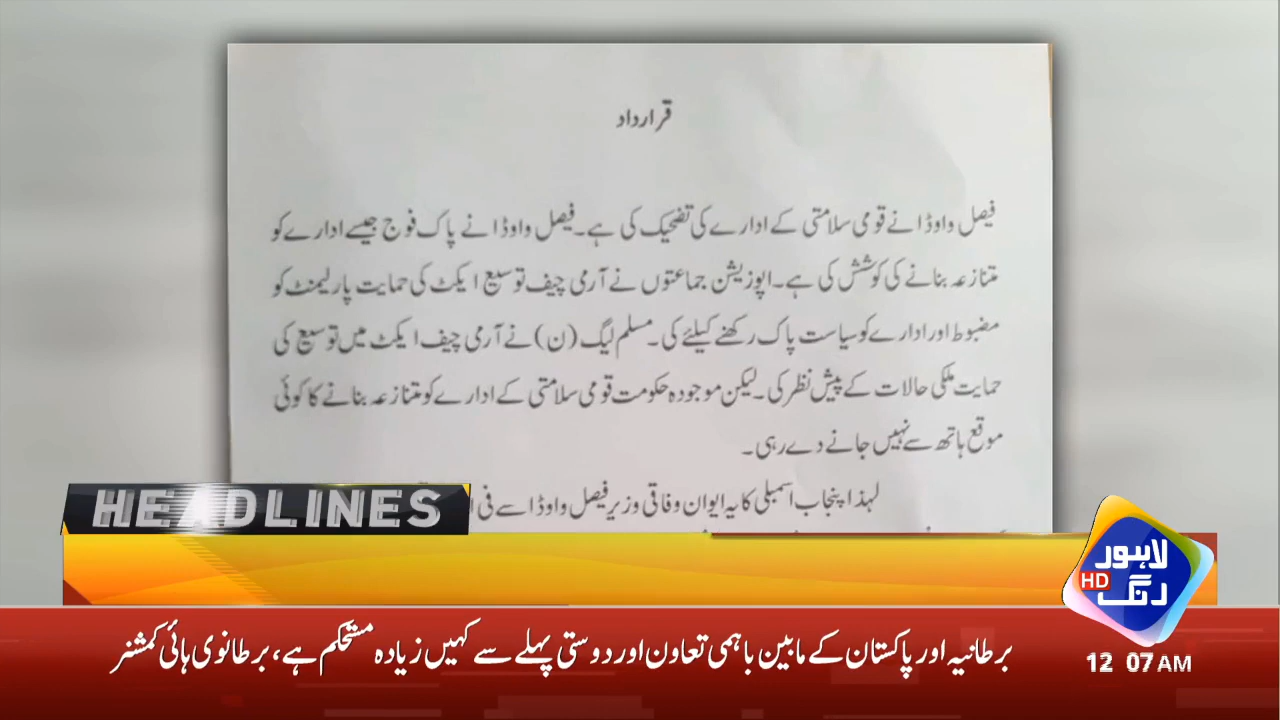 قرارداد
فیصل واوڈا نے قومی سلامتی کے ادارے کی تضحیک کی ہے۔ فیصل واوڈا نے پاک فوج جیسے ادارے کو
متنازعہ بنانے کی کوشش کی ہے۔ اپوزیشن جماعتوں نے آرمی چیف توسیع ایکٹ کی حمایت پارلیمنٹ کو
مضبوط اور ادارے کو سیاست پاک رکھنے کیلئے کی۔ مسلم لیگ (ن) نے آرمی چیف ایکٹ میں توسیع کی
حمایت ملکی حالات کے پیش نظر کی۔ لیکن موجودہ حکومت قومی سلامتی کے ادارے کو متنازعہ بنانے کا کوئی
موقع ہاتھ سے نہیں جانے دے رہی۔
لہذا پنجاب اسمبلی کا یہ ایوان وفاقی وزیر فیصل واوڈا سے
HEADLINES
لاہور
HD رنگ
برطانیہ اور پاکستان کے مابین باہمی تعاون اور دوستی پہلے سے کہیں زیادہ مستحکم ہے، برطانوی ہائی کمشنر
12 07 AM